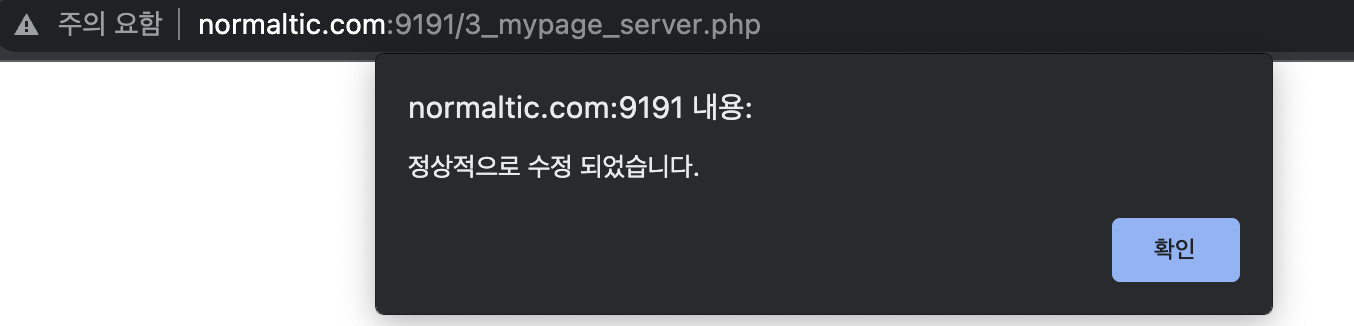 주의 요함 normaltic.com:9191/3_mypage_server.php
normaltic.com:9191 내용:
정상적으로 수정 되었습니다.
확인